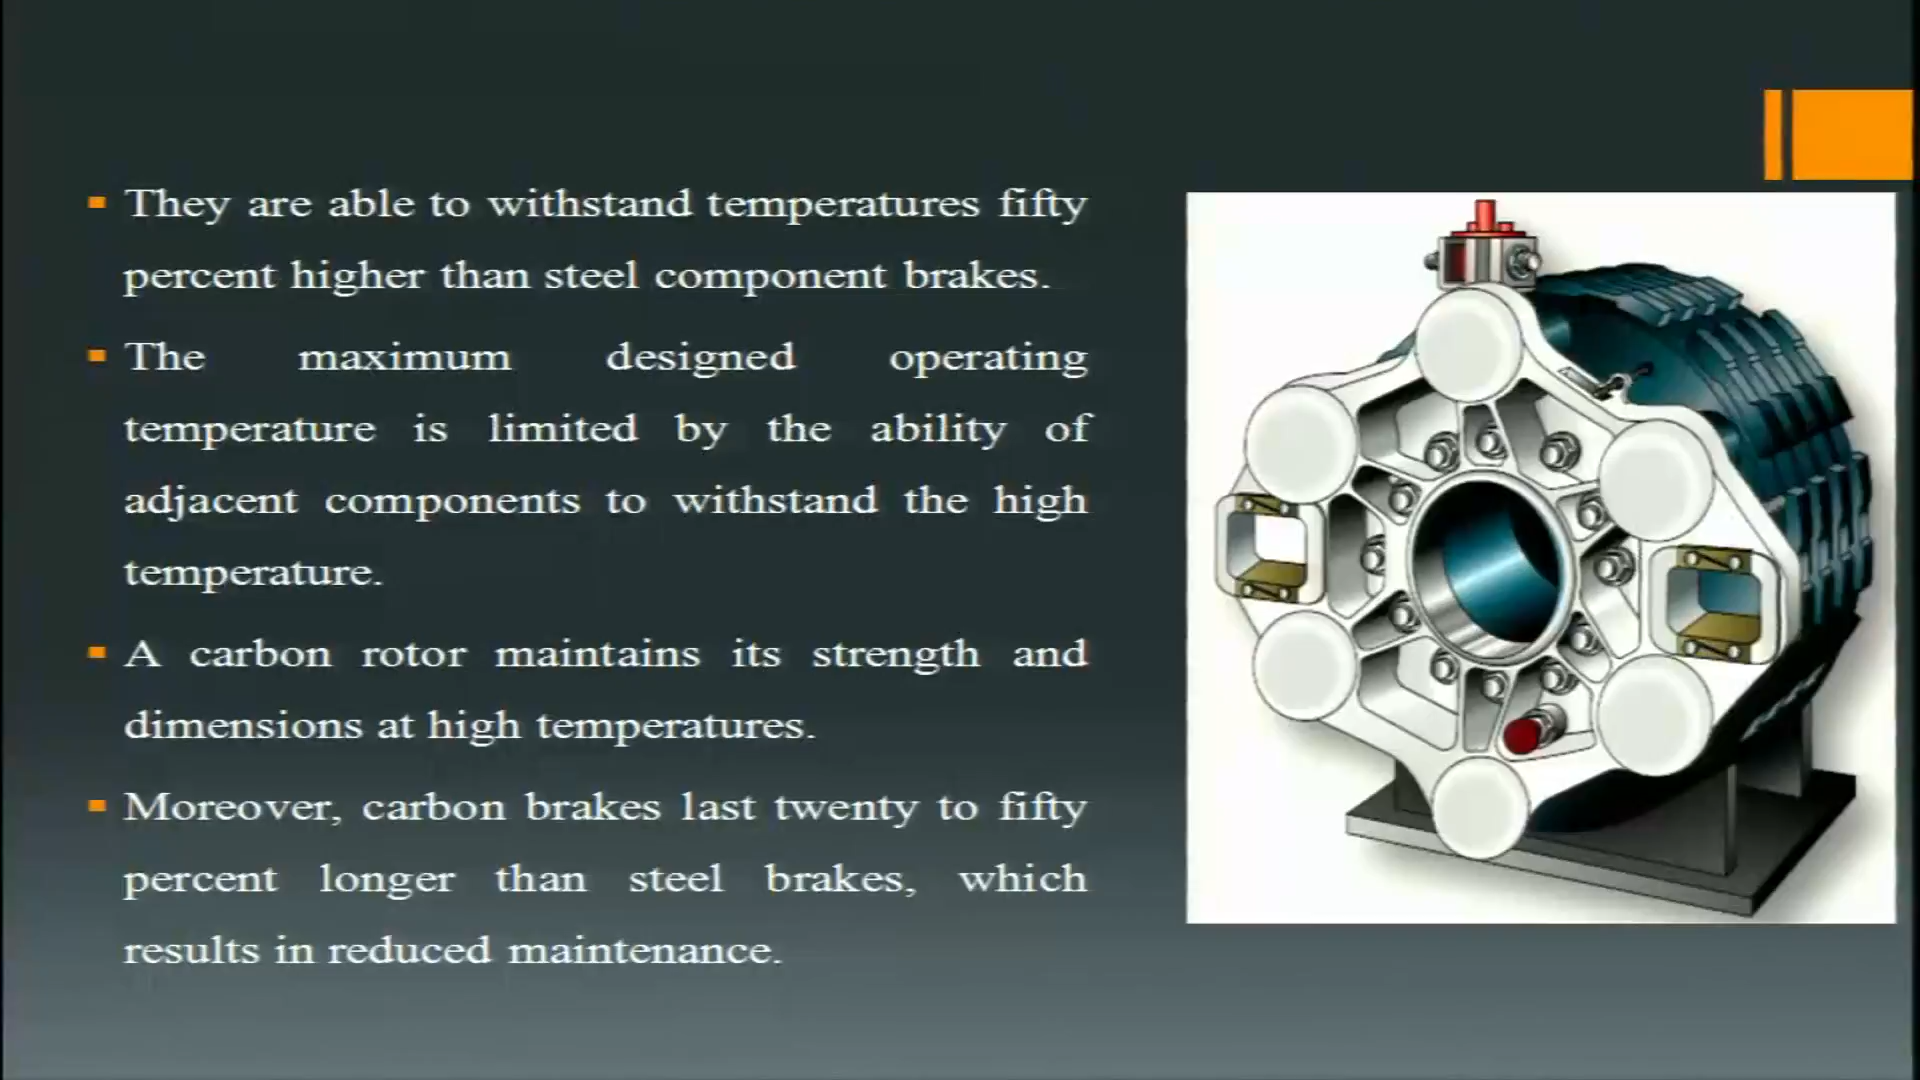 They are able to withstand temperatures fifty
percent higher than steel component brakes.
The maximum designed operating
temperature is limited by the ability of
adjacent components to withstand the high
temperature.
A carbon rotor maintains its strength and
dimensions at high temperatures.
Moreover, carbon brakes last twenty to fifty
percent longer than steel brakes, which
results in reduced maintenance.